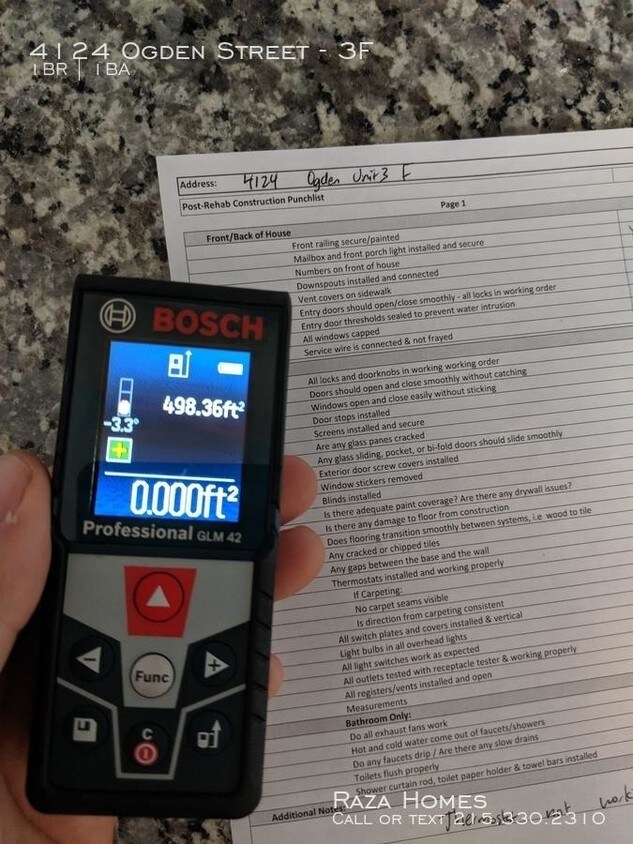 4124 Ogden Street - 3F
1BR | 1BA
Address: 4124 Ogden Unit 3 F
Post-Rehab Construction Punchlist
Page 1
Front/Back of House
Front railing secure/painted
Mailbox and front porch light installed and secure
Numbers on front of house
Downspouts installed and connected
Vent covers on sidewalk
Entry doors should open/close smoothly - all locks in working order
Entry door thresholds sealed to prevent water intrusion
All windows capped
Service wire is connected & not frayed
All locks and doorknobs in working working order
Doors should open and close smoothly without catching
Windows open and close easily without sticking
Door stops installed
Screens installed and secure
Are any glass panes cracked
Any glass sliding, pocket, or bi-fold doors should slide smoothly
Exterior door screw covers installed
Window stickers removed
Blinds installed
Is there adequate paint coverage? Are there any drywall issues?
Is there any damage to floor from construction
Does flooring transition smoothly between systems, i.e wood to tile
Any cracked or chipped tiles
Any gaps between the base and the wall
Thermostats installed and working properly
If Carpeting:
No carpet seams visible
Is direction from carpeting consistent
All switch plates and covers installed & vertical
Light bulbs in all overhead lights
All light switches work as expected
All outlets tested with receptacle tester & working properly
All registers/vents installed and open
Measurements
Bathroom Only:
Do all exhaust fans work
Hot and cold water come out of faucets/showers
Do any faucets drip / Are there any slow drains
Toilets flush properly
Shower curtain rod, toilet paper holder & towel bars installed
Additional Notes: not work
BOSCH
498.36ft²
-3.3°
0.000ft²
Professional GLM 42
Func
C
Raza Homes
Call or text 215.330.2310